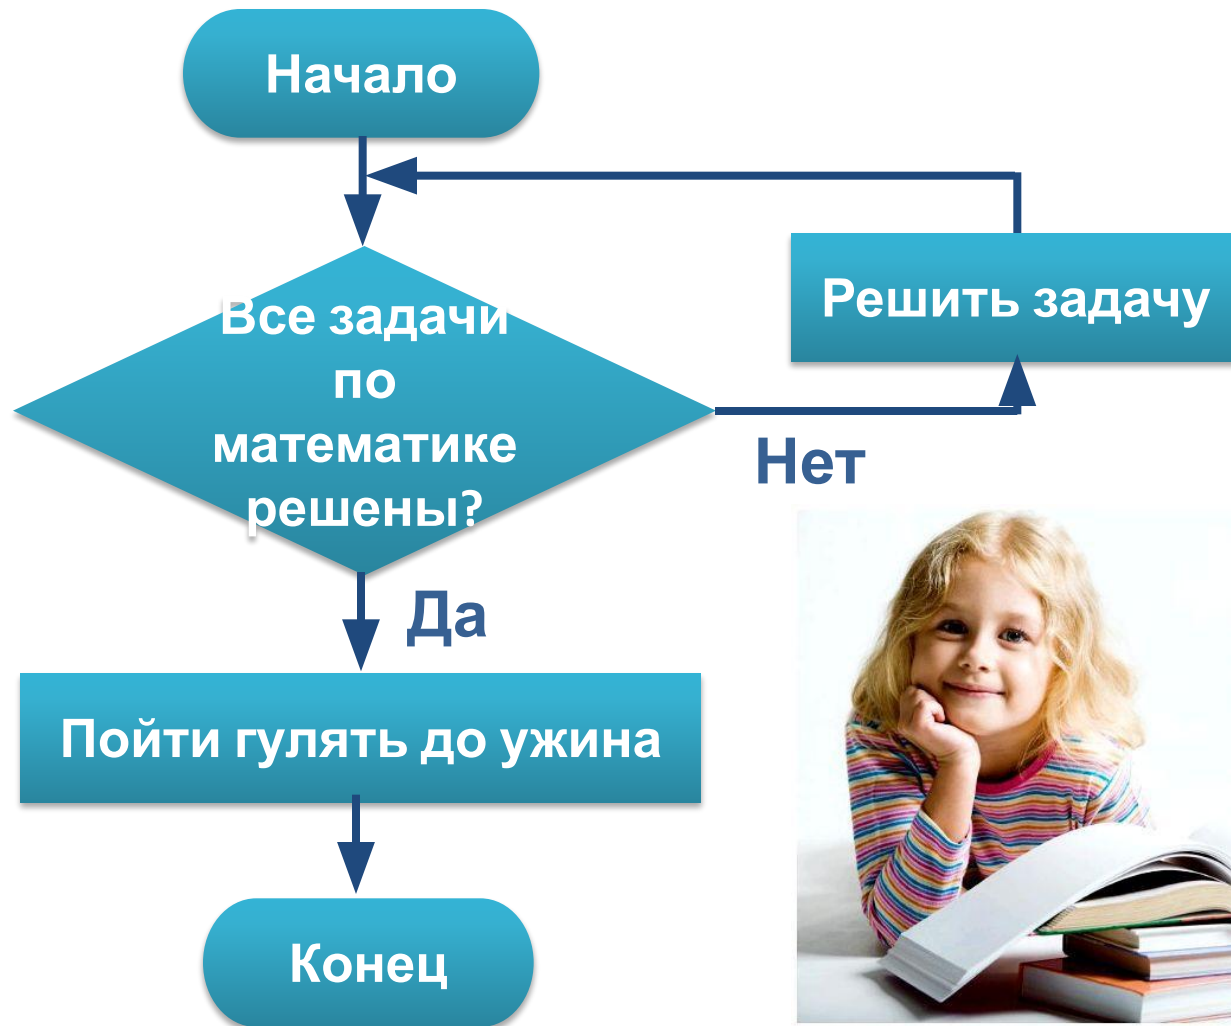 Начало
Решить задачу
Все задачи
по
математике
решены?
Нет
Да
Пойти гулять до ужина
Конец